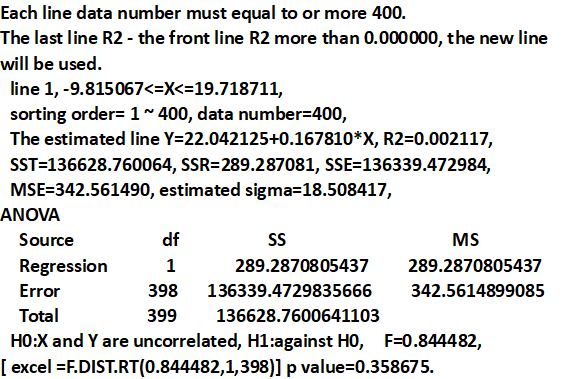 Each line data number must equal to or more 400.
The last line R2 - the front line R2 more than 0.000000, the new line
will be used.
line 1, -9.815067<=X<=19.718711,
sorting order= 1 ~ 400, data number=400,
The estimated line Y=22.042125+0.167810*X, R2=0.002117,
SST=136628.760064, SSR=289.287081, SSE=136339.472984,
MSE=342.561490, estimated sigma=18.508417,
ANOVA
Source df SS MS
Regression 1 289.2870805437 289.2870805437
Error 398 136339.4729835666 342.5614899085
Total 399 136628.7600641103
H0:X and Y are uncorrelated, H1:against H0, F=0.844482,
[ excel =F.DIST.RT(0.844482,1,398)] p value=0.358675.